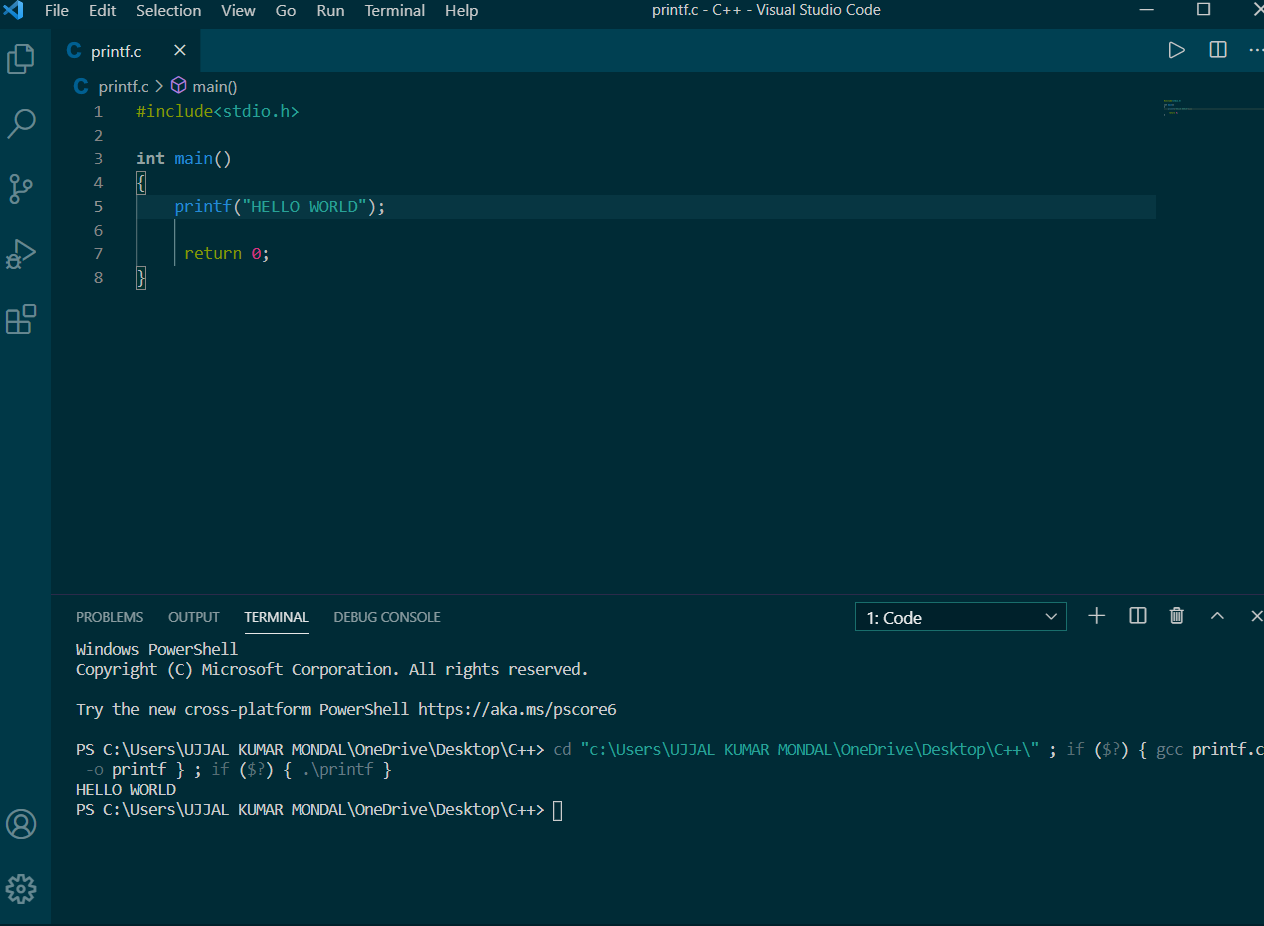 File Edit Selection View Go Run Terminal Help printf.c - C++ - Visual Studio Code
C printf.c
C printf.c > main()
1 #include<stdio.h>
2
3 int main()
4 {
5     printf("HELLO WORLD");
6
7      return 0;
8 }
PROBLEMS OUTPUT TERMINAL DEBUG CONSOLE 1: Code
Windows PowerShell
Copyright (C) Microsoft Corporation. All rights reserved.
Try the new cross-platform PowerShell https://aka.ms/pscore6
PS C:\Users\UJJAL KUMAR MONDAL\OneDrive\Desktop\C++> cd "c:\Users\UJJAL KUMAR MONDAL\OneDrive\Desktop\C++\" ; if ($?) { gcc printf.c
 -o printf } ; if ($?) { .\printf }
HELLO WORLD
PS C:\Users\UJJAL KUMAR MONDAL\OneDrive\Desktop\C++>